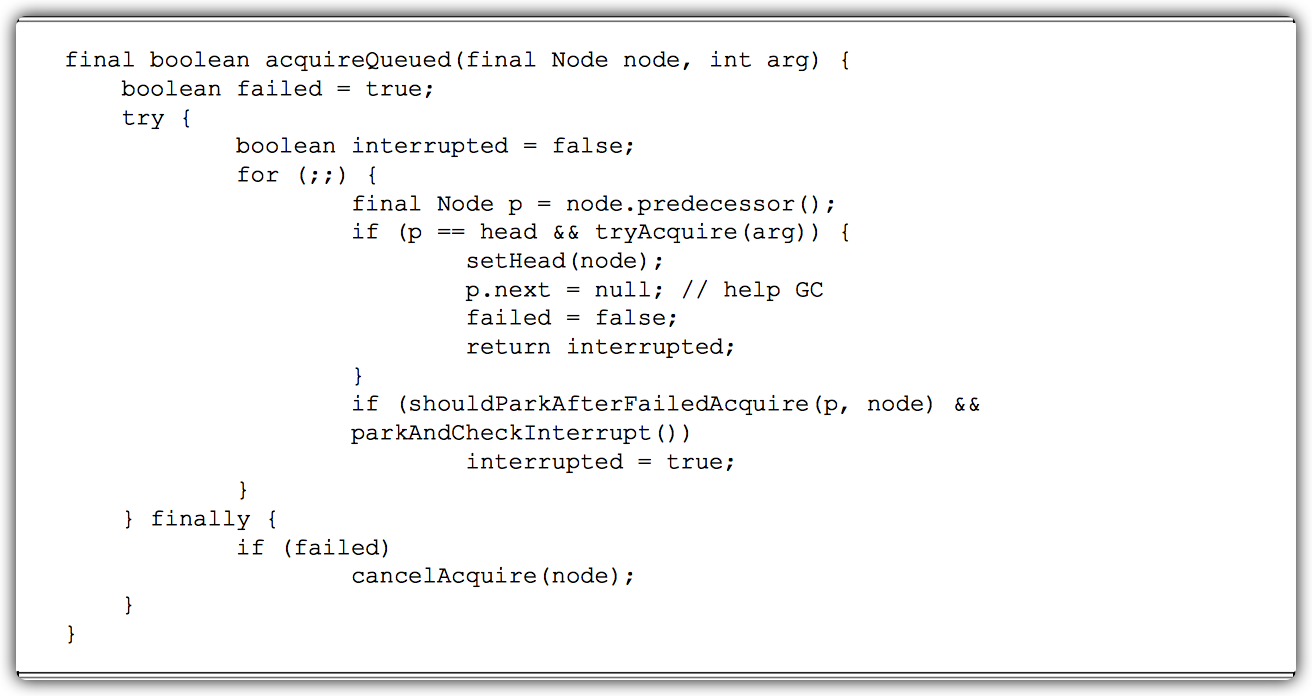 final boolean acquireQueued(final Node node, int arg) {
boolean failed = true;
try {
boolean interrupted = false;
for (;;) {
final Node p = node.predecessor();
if (p == head && tryAcquire(arg)) {
setHead(node);
p.next = null; // help GC
failed = false;
return interrupted;
}
if (shouldParkAfterFailedAcquire(p, node) &&
parkAndCheckInterrupt())
interrupted = true;
}
} finally {
if (failed)
cancelAcquire(node);
}
}